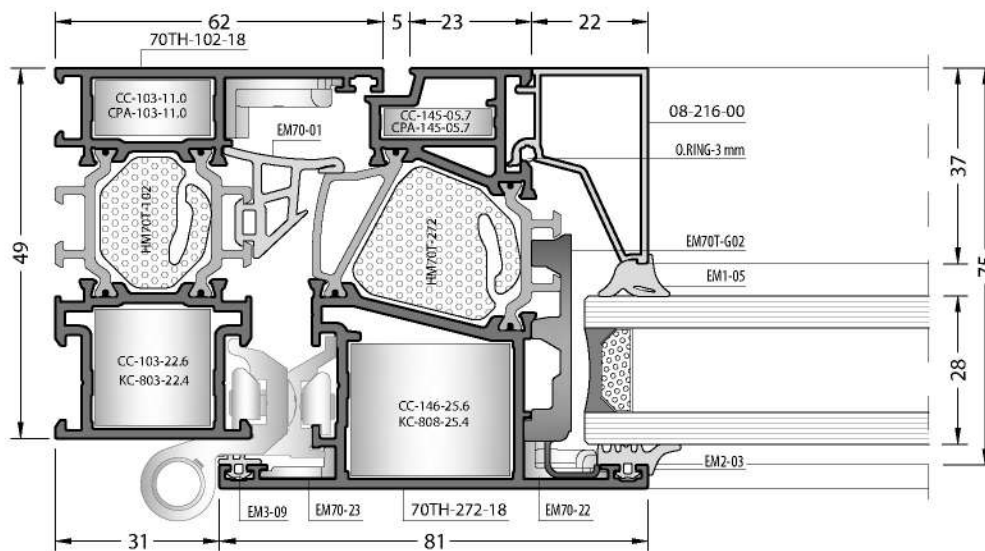 62
5
23
22
70TH-102-18
CC-103-11.0
CPA-103-11.0
CC-145-05.7
CPA-145-05.7
08-216-00
EM70-01
O.RING-3 mm
37
HM70T-102
HM70T-272
49
EM70T-G02
75
EM1-05
CC-103-22.6
KC-803-22.4
CC-146-25.6
KC-808-25.4
28
EM2-03
EM3-09
EM70-23
70TH-272-18
EM70-22
31
81